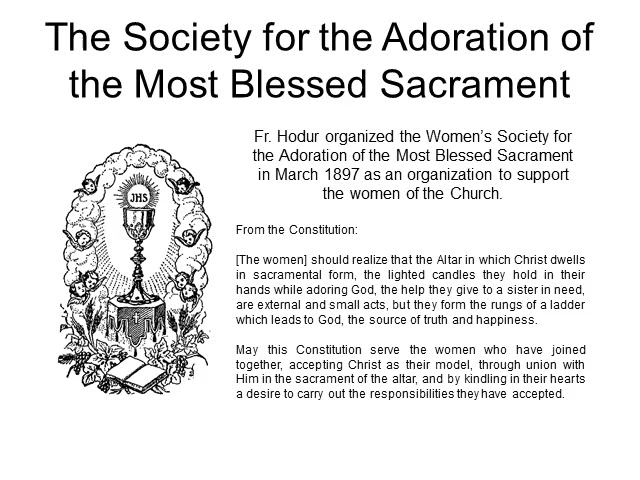 The Society for the Adoration of
the Most Blessed Sacrament
Fr. Hodur organized the Women’s Society for
the Adoration of the Most Blessed Sacrament
in March 1897 as an organization to support
the women of the Church.
JHS
From the Constitution:
[The women] should realize that the Altar in which Christ dwells
in sacramental form, the lighted candles they hold in their
hands while adoring God, the help they give to a sister in need,
are external and small acts, but they form the rungs of a ladder
which leads to God, the source of truth and happiness.
May this Constitution serve the women who have joined
together, accepting Christ as their model, through union with
Him in the sacrament of the altar, and by kindling in their hearts
a desire to carry out the responsibilities they have accepted.